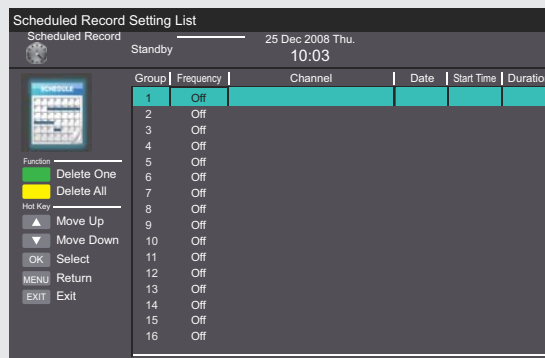 Scheduled Record Setting List
Scheduled Record
Standby
25 Dec 2008 Thu.
10:03
Group Frequency Channel Date Start Time Duration
SCHEDULE
1 Off
2 Off
3 Off
4 Off
5 Off
6 Off
7 Off
8 Off
9 Off
10 Off
11 Off
12 Off
13 Off
14 Off
15 Off
16 Off
Function
Delete One
Delete All
Hot Key
Move Up
Move Down
OK Select
MENU Return
EXIT Exit